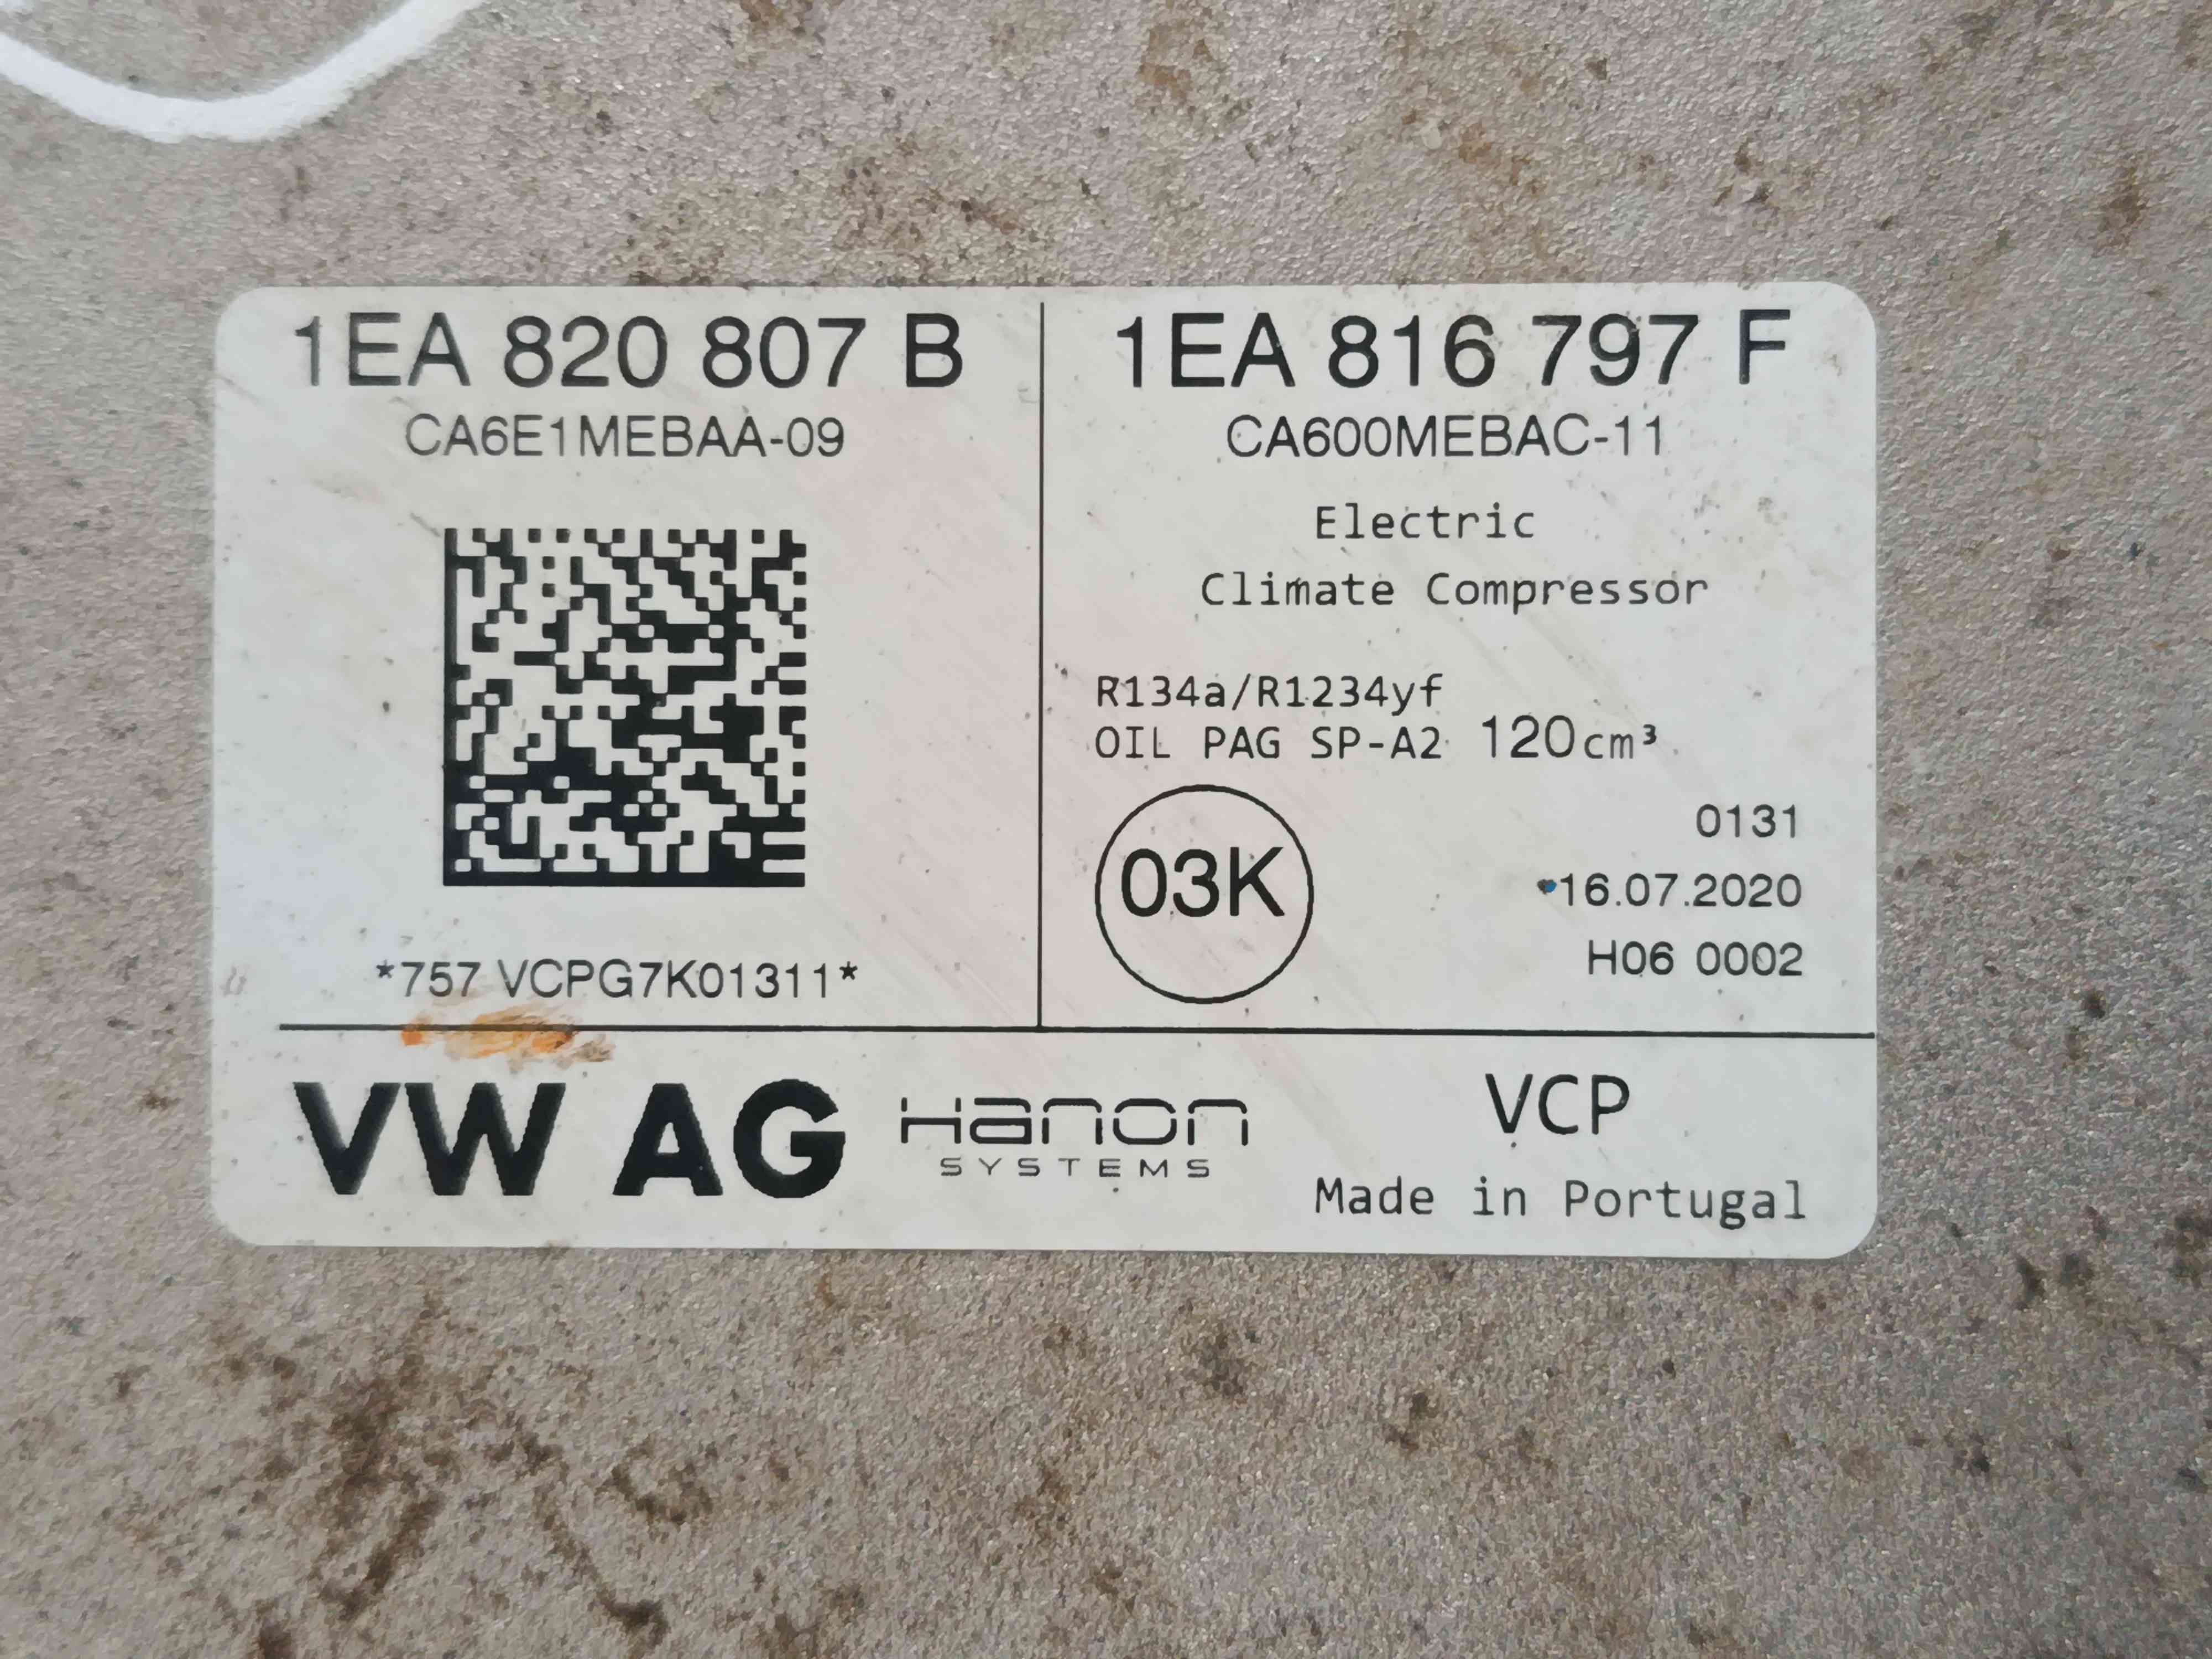 1EA 820 807 B
CA6E1MEBAA-09
*757 VCPG7K01311*
1EA 816 797 F
CA600MEBAC-11
Electric
Climate Compressor
R134a/R1234yf
OIL PAG SP-A2 120cm³
03K
0131
16.07.2020
H06 0002
VW AG
Hanon
SYSTEMS
VCP
Made in Portugal